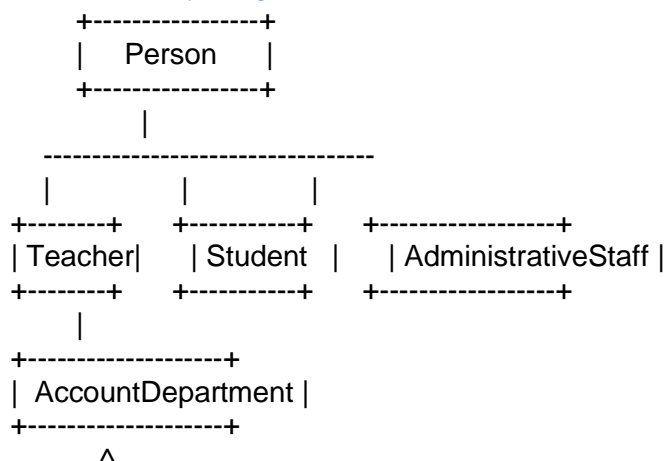 +-----------------+
| Person |
+-----------------+
|
----------------------------------
| | |
+--------+ +-----------+ +------------------+
| Teacher| | Student | | AdministrativeStaff |
+--------+ +-----------+ +------------------+
|
+--------------------+
| AccountDepartment |
+--------------------+
^